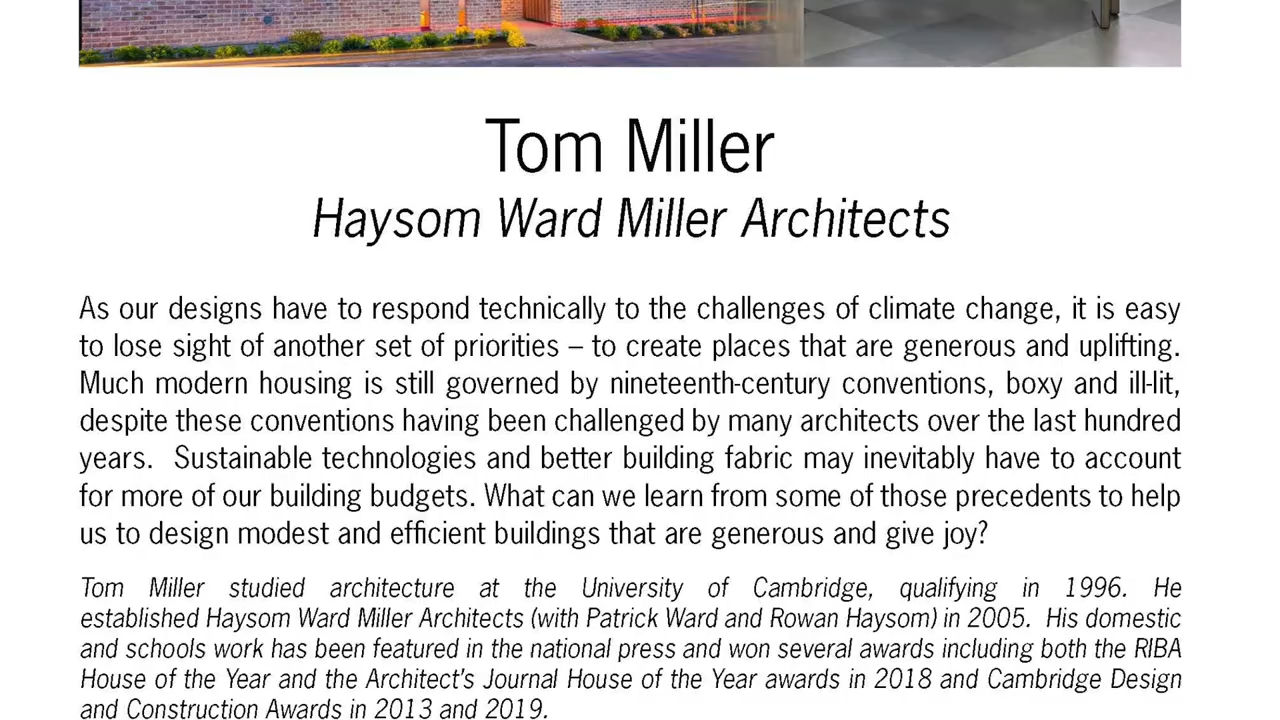 Tom Miller
Haysom Ward Miller Architects
As our designs have to respond technically to the challenges of climate change, it is easy
to lose sight of another set of priorities – to create places that are generous and uplifting.
Much modern housing is still governed by nineteenth-century conventions, boxy and ill-lit,
despite these conventions having been challenged by many architects over the last hundred
years.  Sustainable technologies and better building fabric may inevitably have to account
for more of our building budgets. What can we learn from some of those precedents to help
us to design modest and efficient buildings that are generous and give joy?
Tom Miller studied architecture at the University of Cambridge, qualifying in 1996. He
established Haysom Ward Miller Architects (with Patrick Ward and Rowan Haysom) in 2005.  His domestic
and schools work has been featured in the national press and won several awards including both the RIBA
House of the Year and the Architect's Journal House of the Year awards in 2018 and Cambridge Design
and Construction Awards in 2013 and 2019.